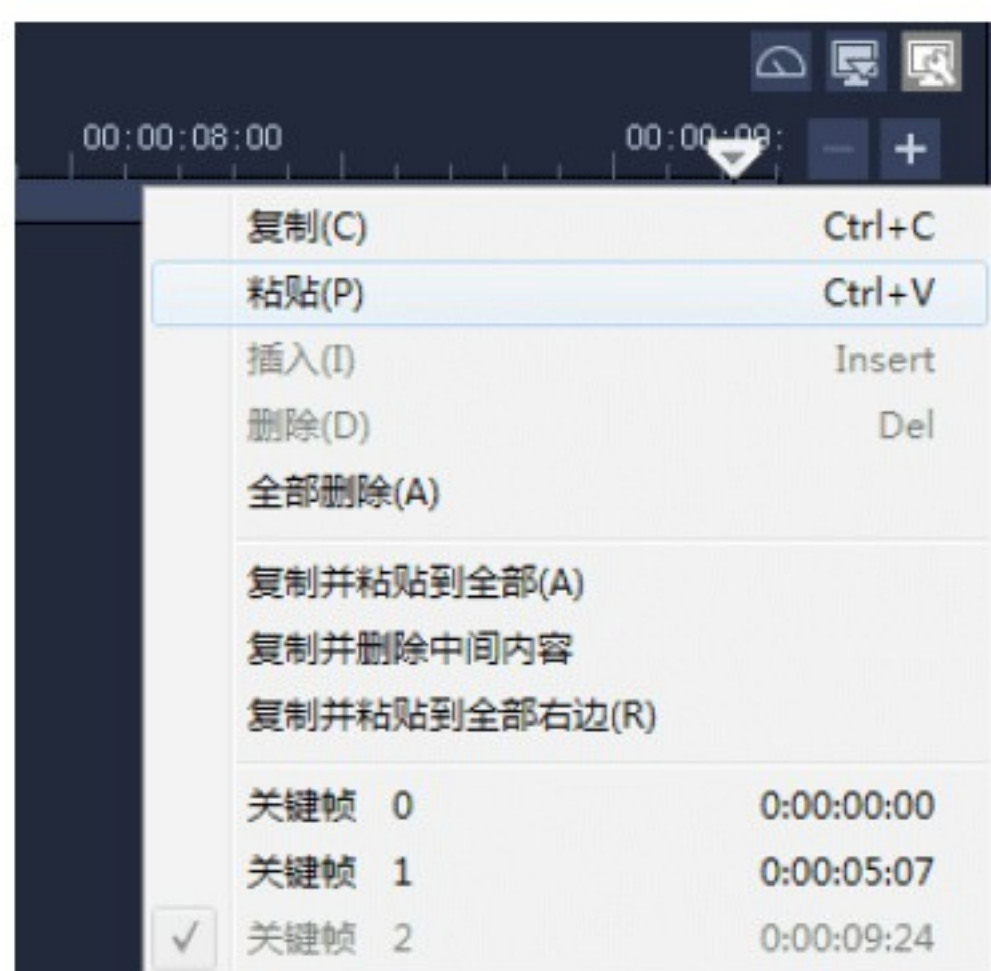 00:00:08:00 00:00:09:
复制(C) Ctrl+C
粘贴(P) Ctrl+V
插入(I) Insert
删除(D) Del
全部删除(A)
复制并粘贴到全部(A)
复制并删除中间内容
复制并粘贴到全部右边(R)
关键帧 0 0:00:00:00
关键帧 1 0:00:05:07
关键帧 2 0:00:09:24